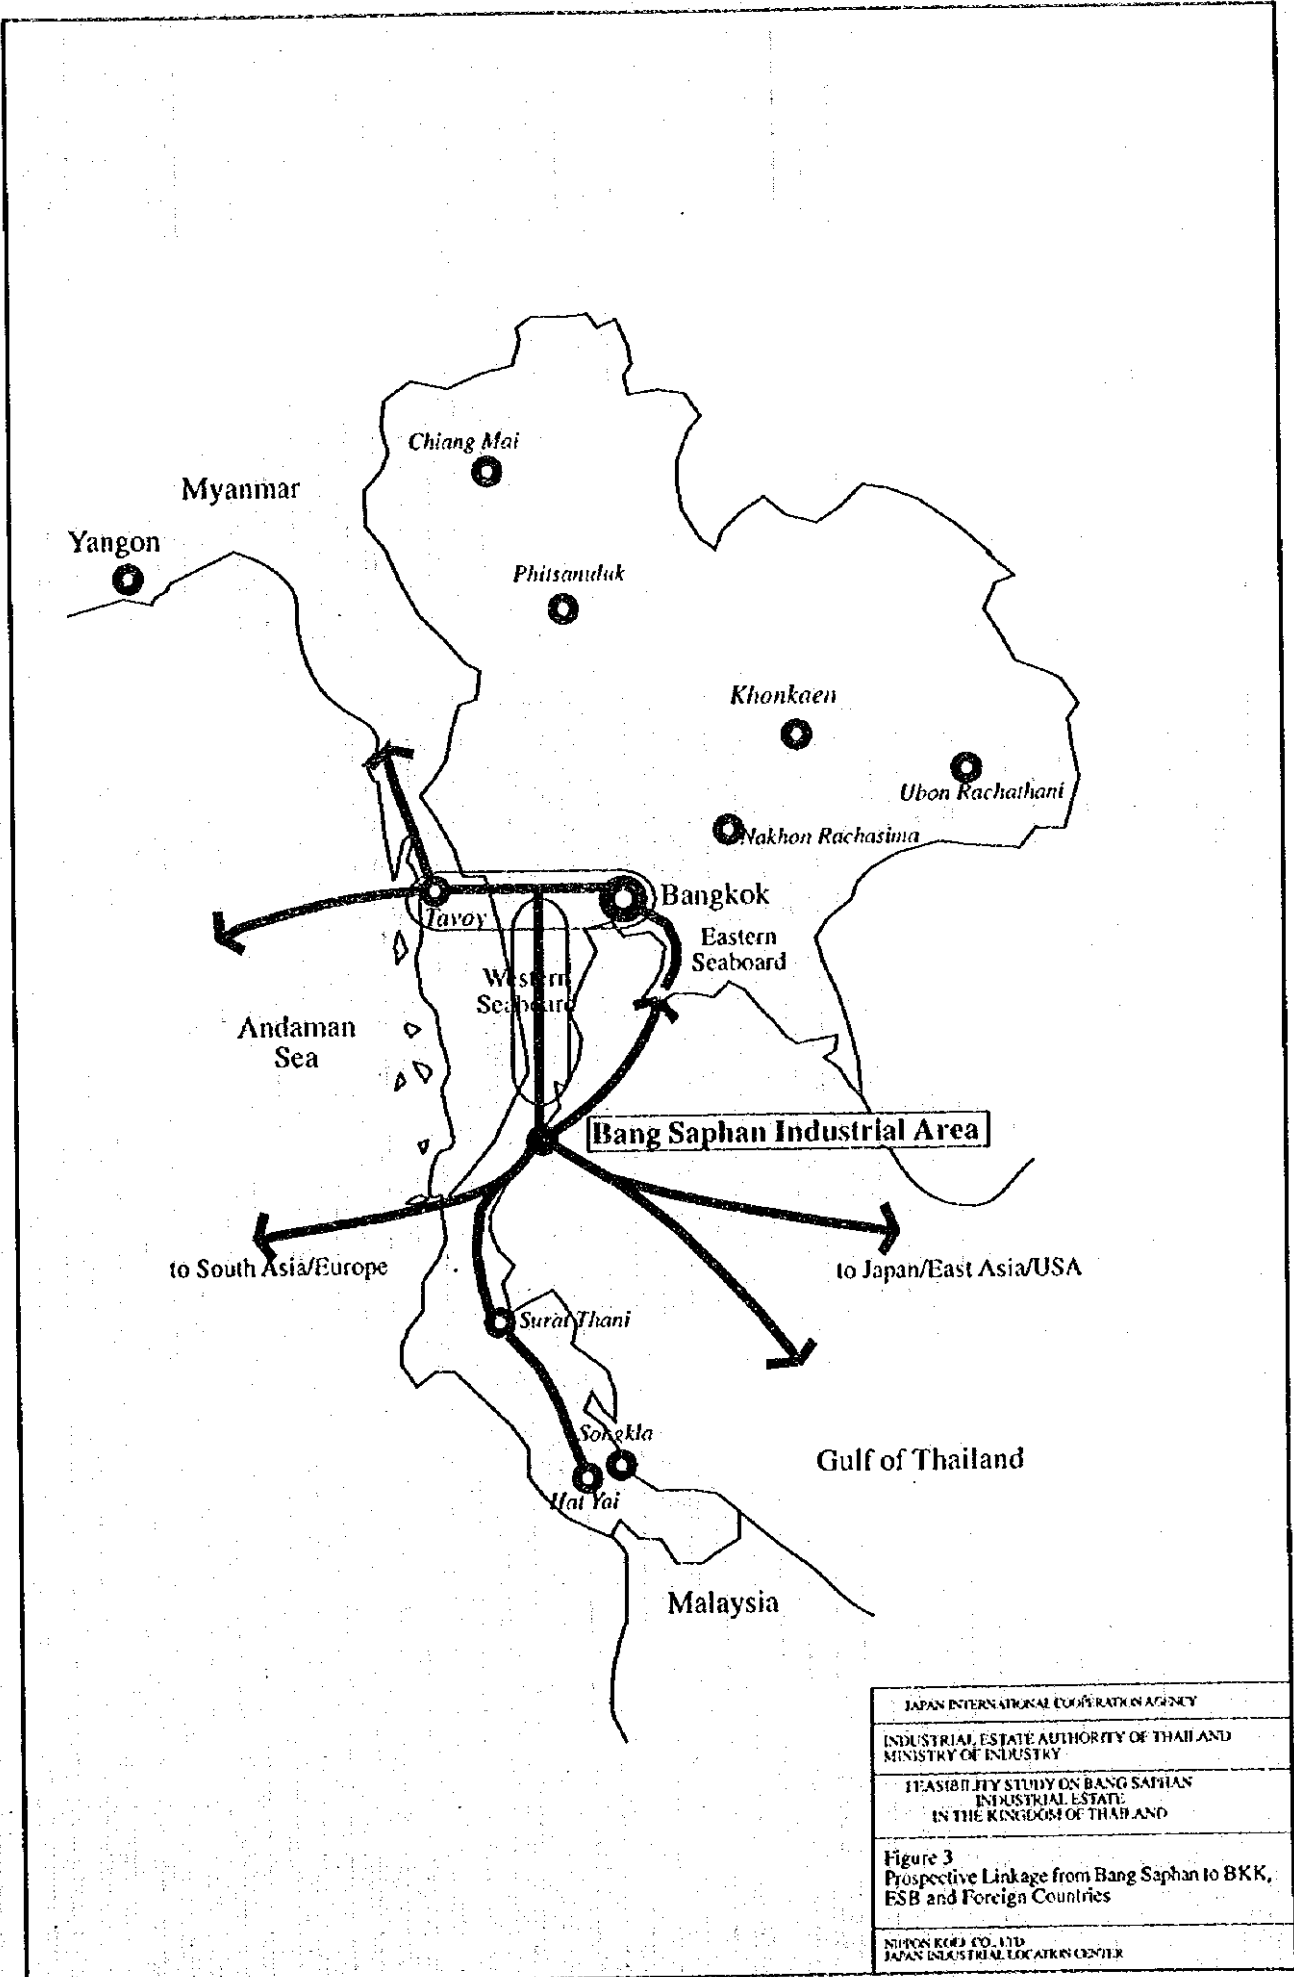 Chiang Mai
Myanmar
Yangon
Phitsanuluk
Khonkaen
Ubon Rachathani
Nakhon Rachasima
Bangkok
Tavoy
Eastern
Seaboard
Western
Seaboard
Andaman
Sea
Bang Saphan Industrial Area
to South Asia/Europe
to Japan/East Asia/USA
Surat Thani
Songkla
Gulf of Thailand
Hat Yai
Malaysia
JAPAN INTERNATIONAL COOPERATION AGENCY
INDUSTRIAL ESTATE AUTHORITY OF THAILAND
MINISTRY OF INDUSTRY
FEASIBILITY STUDY ON BANG SAPHAN
INDUSTRIAL ESTATE
IN THE KINGDOM OF THAILAND
Figure 3
Prospective Linkage from Bang Saphan to BKK,
ESB and Foreign Countries
NIPPON KOEI CO., LTD
JAPAN INDUSTRIAL LOCATION CENTER